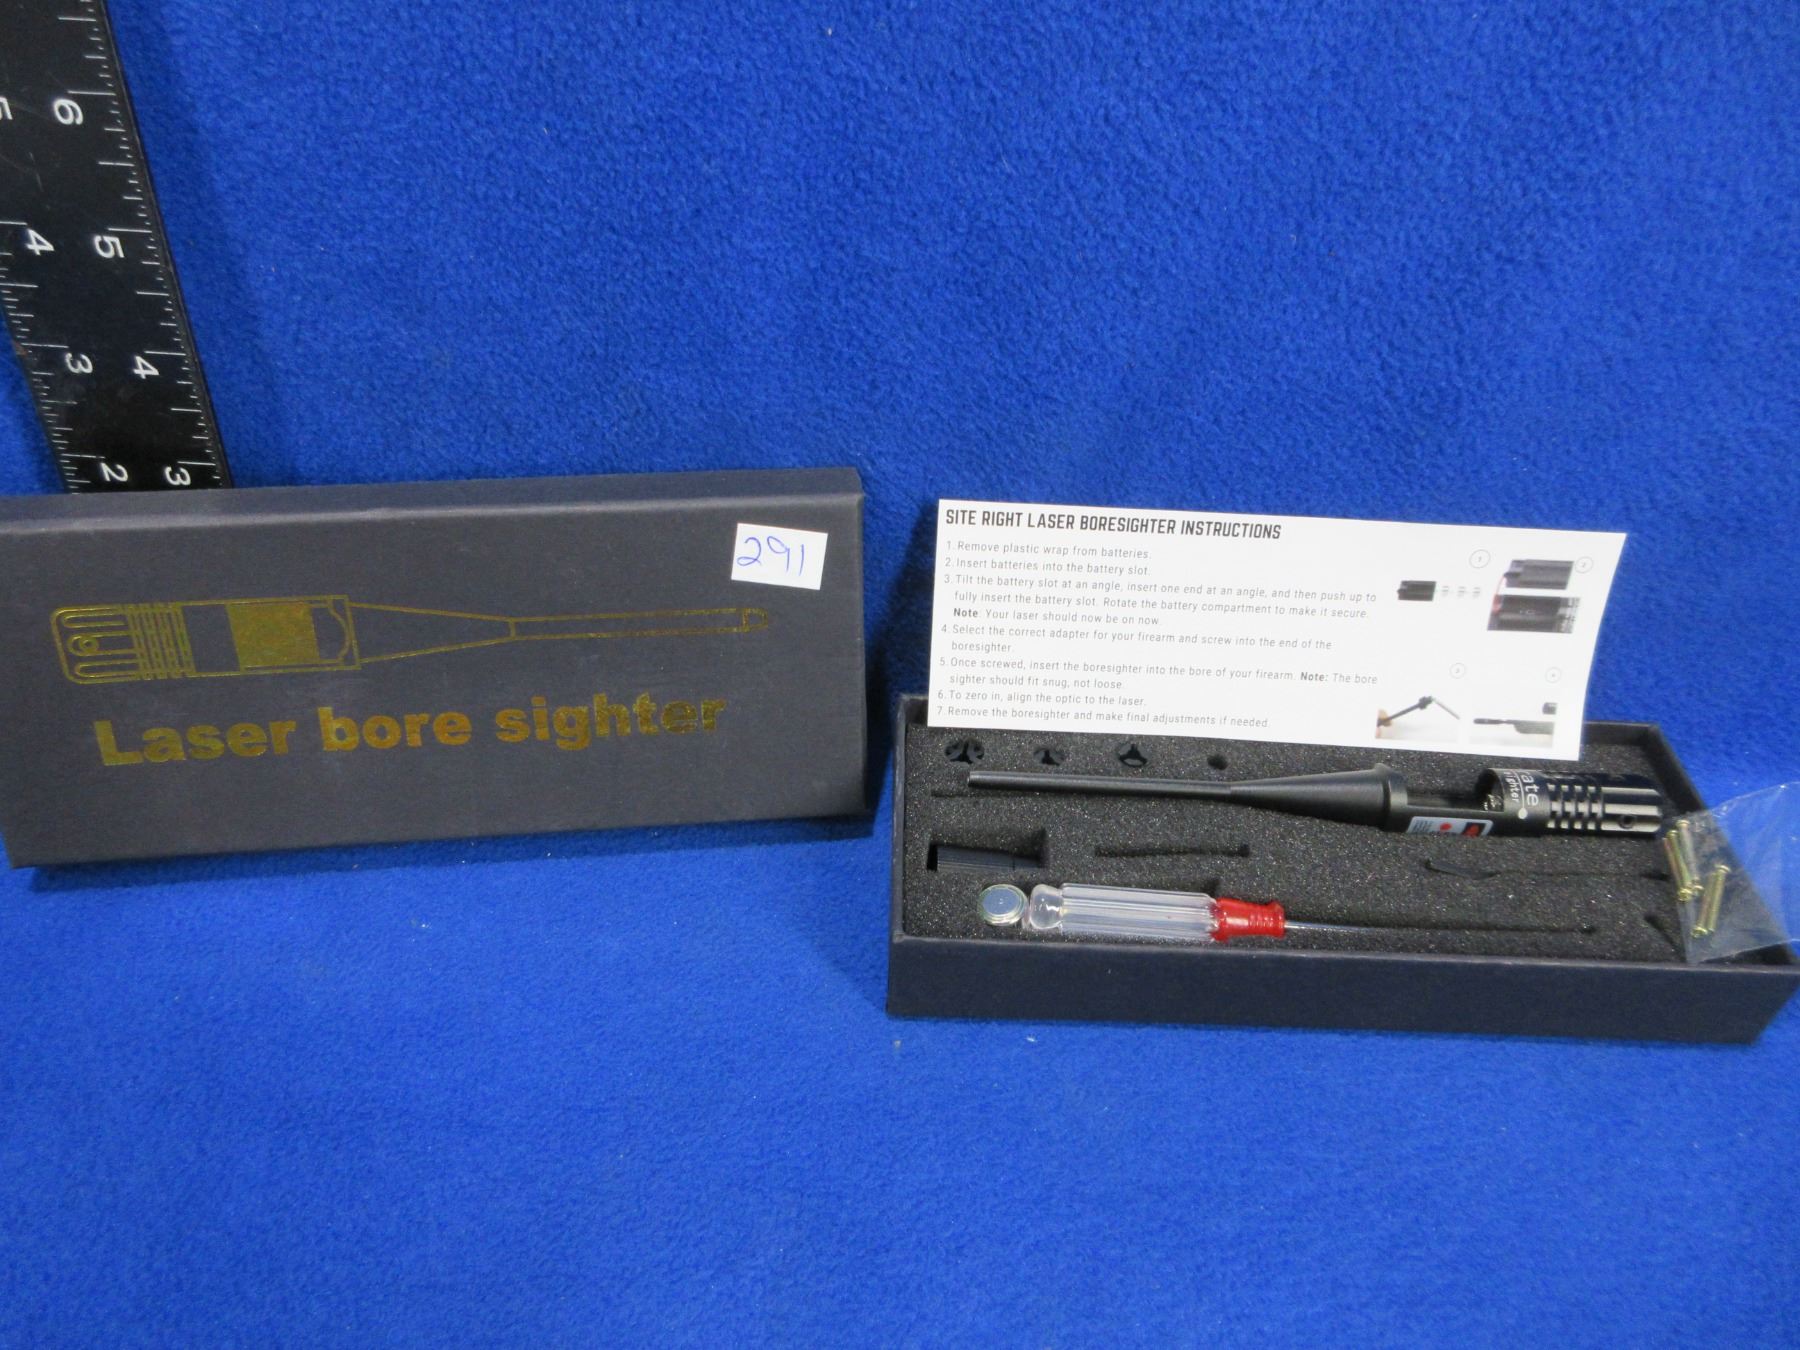 6
5
5
4
4
3
3
2
291
Laser bore sighter
SITE RIGHT LASER BORESIGHTER INSTRUCTIONS
1. Remove plastic wrap from batteries.
2. Insert batteries into the battery slot.
3. Tilt the battery slot at an angle, insert one end at an angle, and then push up to
fully insert the battery slot. Rotate the battery compartment to make it secure.
Note: Your laser should now be on now.
4. Select the correct adapter for your firearm and screw into the end of the
boresighter.
5. Once screwed, insert the boresighter into the bore of your firearm. Note: The bore
sighter should fit snug, not loose.
6. To zero in, align the optic to the laser.
7. Remove the boresighter and make final adjustments if needed.
1
2
3
4
ate
ighter